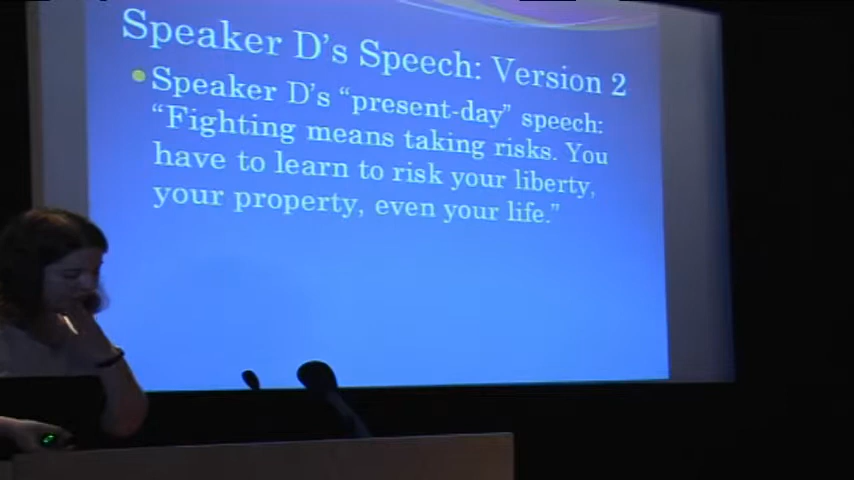 Speaker D's Speech: Version 2
Speaker D's "present-day" speech:
"Fighting means taking risks. You
have to learn to risk your liberty,
your property, even your life."